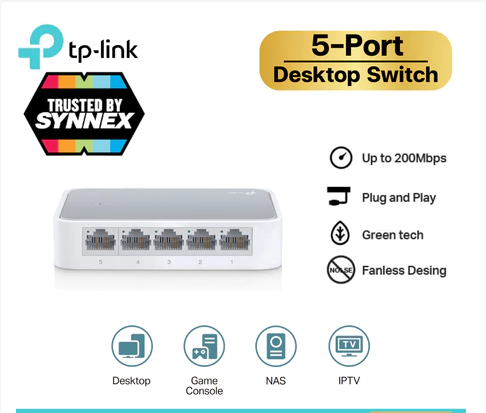 tp-link
5-Port
Desktop Switch
TRUSTED BY
SYNNEX
Up to 200Mbps
Plug and Play
Green tech
NOISE
Fanless Desing
5 4 3 2 1
TV
Desktop
Game
Console
NAS
IPTV